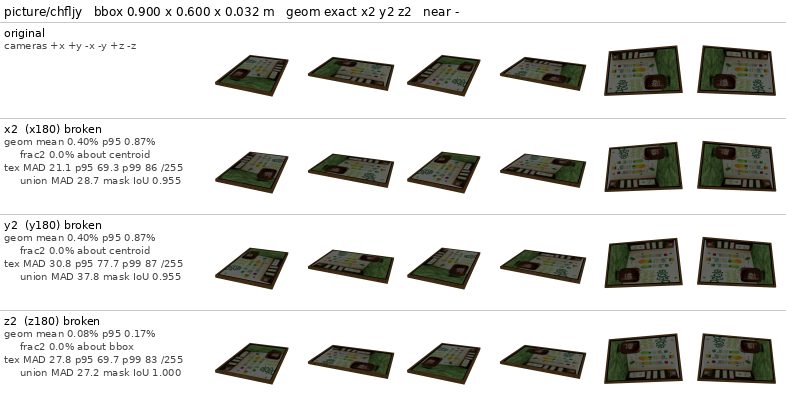 picture/chfljy bbox 0.900 x 0.600 x 0.032 m geom exact x2 y2 z2 near -
original
cameras +x +y -x -y +z -z
x2 (x180) broken
geom mean 0.40% p95 0.87%
frac2 0.0% about centroid
tex MAD 21.1 p95 69.3 p99 86 /255
union MAD 28.7 mask IoU 0.955
y2 (y180) broken
geom mean 0.40% p95 0.87%
frac2 0.0% about centroid
tex MAD 30.8 p95 77.7 p99 87 /255
union MAD 37.8 mask IoU 0.955
z2 (z180) broken
geom mean 0.08% p95 0.17%
frac2 0.0% about bbox
tex MAD 27.8 p95 69.7 p99 83 /255
union MAD 27.2 mask IoU 1.000